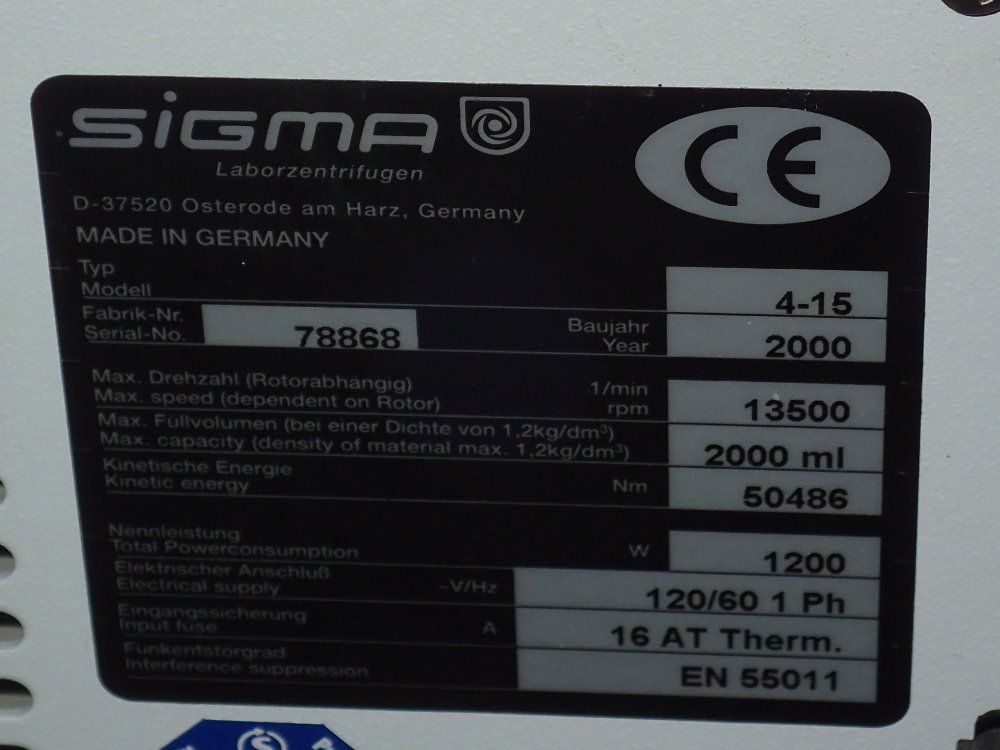 SIGMA
Laborzentrifugen
D-37520 Osterode am Harz, Germany
MADE IN GERMANY
CE
Typ
Modell
4-15
Fabrik-Nr.
Serial-No.
78868
Baujahr
Year
2000
Max. Drehzahl (Rotorabhängig)
Max. speed (dependent on Rotor)
1/min
rpm
13500
Max. Füllvolumen (bei einer Dichte von 1,2kg/dm³)
Max. capacity (density of material max. 1,2kg/dm³)
2000 ml
Kinetische Energie
Kinetic energy
Nm
50486
Nennleistung
Total Powerconsumption
W
1200
Elektrischer Anschluß
Electrical supply
~V/Hz
120/60 1 Ph
Eingangssicherung
Input fuse
A
16 AT Therm.
Funkentstorgrad
Interference suppression
EN 55011